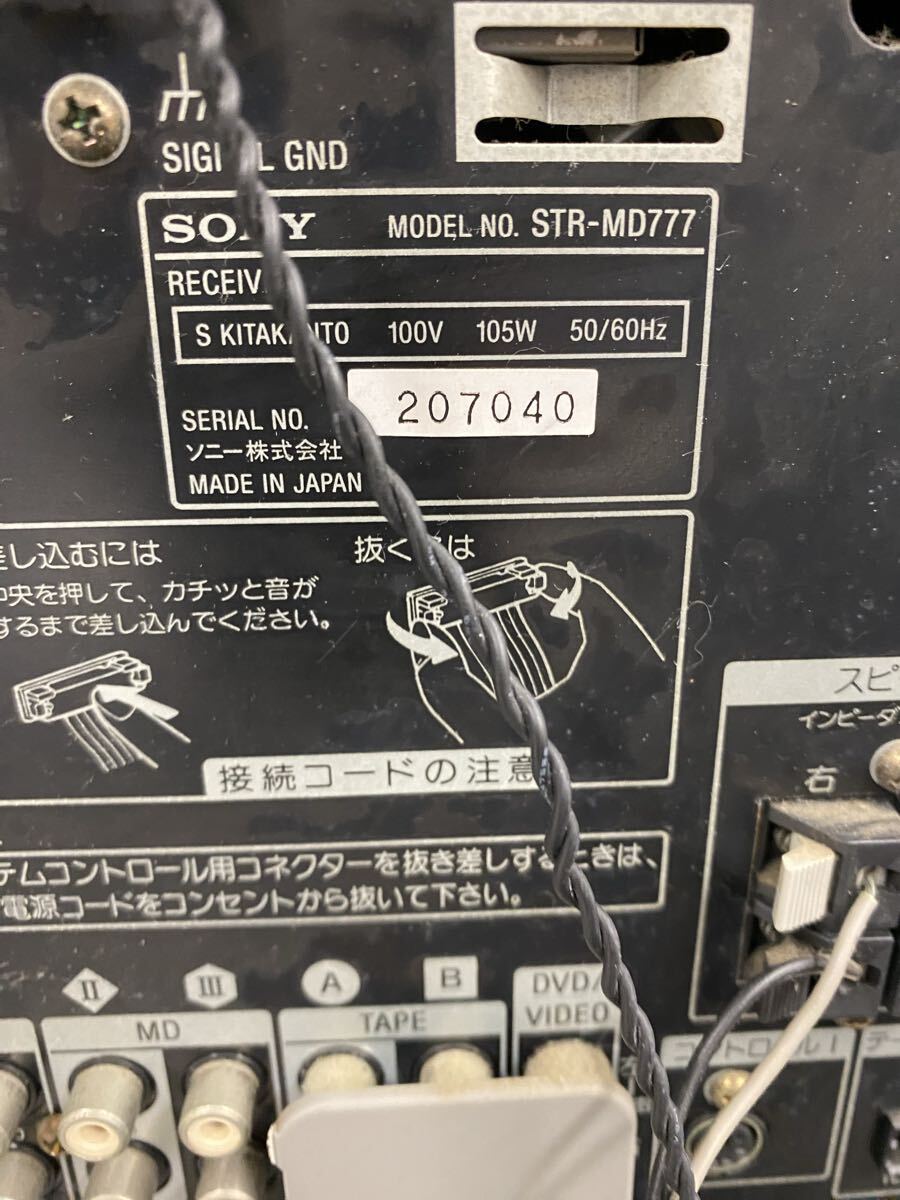 SIGNAL GND
SONY MODEL NO. STR-MD777
RECEIV
S KITAKANTO 100V 105W 50/60Hz
SERIAL NO. 207040
ソニー株式会社
MADE IN JAPAN
差し込むには
中央を押して、カチッと音が
するまで差し込んでください。
抜くには
接続コードの注意
テムコントロール用コネクターを抜き差しするときは、
電源コードをコンセントから抜いて下さい。
スピ
インピーダ
右
II III A B DVD/
VIDEO
MD TAPE
コントロール I
テー